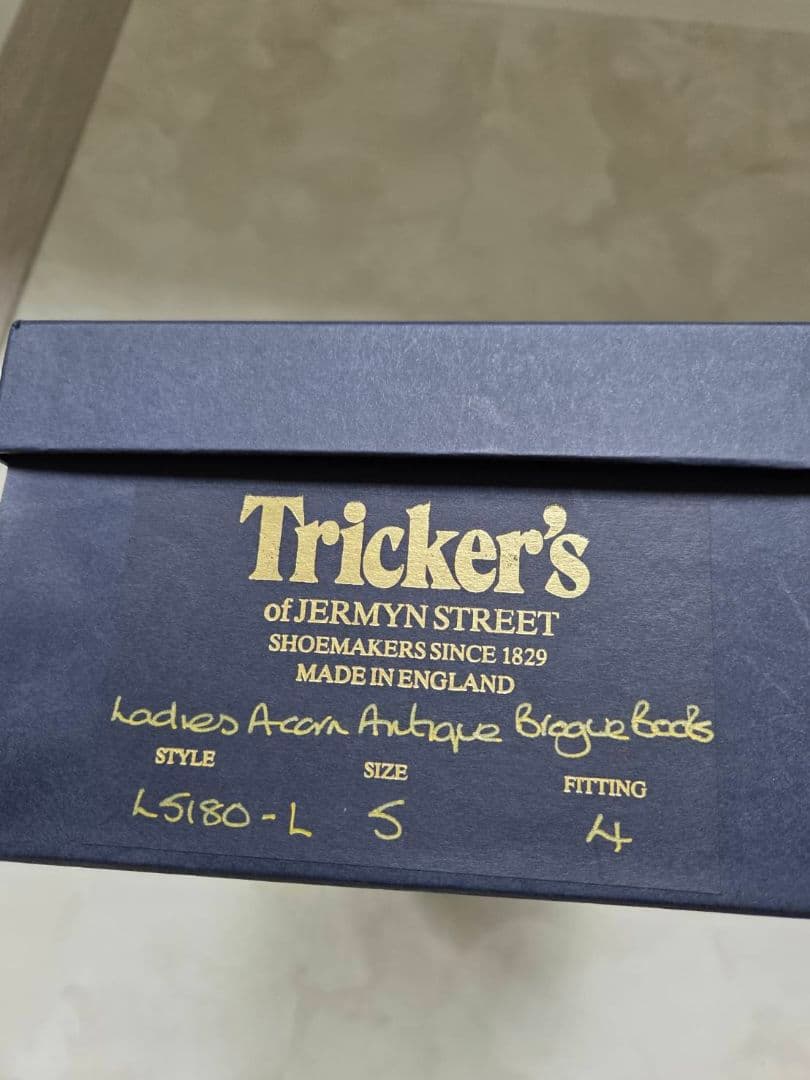 Tricker's
of JERMYN STREET
SHOEMAKERS SINCE 1829
MADE IN ENGLAND
Ladies Acorn Antique Brogue Boots
STYLE SIZE FITTING
L5180-L 5 4